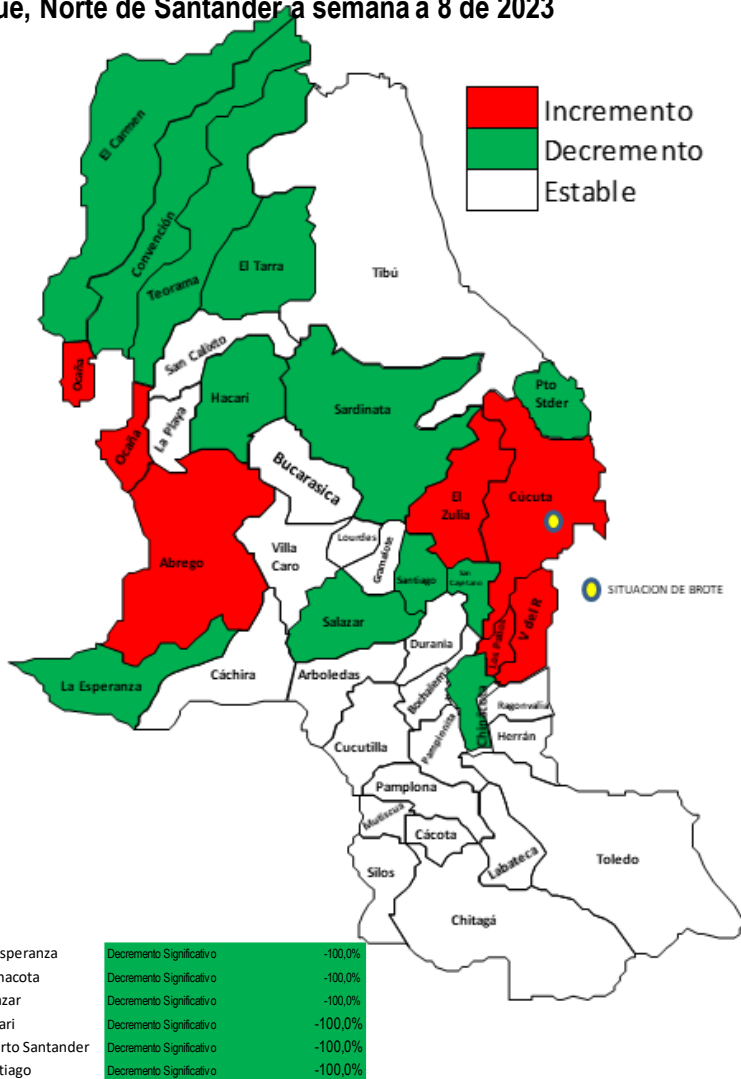 ue, Norte de Santander a semana a 8 de 2023
Incremento
Decremento
Estable
El Carmen
Convención
Teorama
El Tarra
Tibú
San Calixto
Ocaña
Hacari
La Playa
Ocaña
Sardinata
Pto
Stder
Bucarasica
El
Zulia
Cúcuta
Abrego
Villa
Caro
Lourdes
Gramalote
Santiago
San
Cayetano
SITUACION DE BROTE
Salazar
Durania
Los Patios
V del R
La Esperanza
Cáchira
Arboledas
Bochalema
Chinacota
Ragonvalia
Cucutilla
Pamplonita
Herrán
Pamplona
Mutiscua
Cácota
Silos
Labateca
Toledo
Chitagá
speranza Decremento Significativo -100,0%
nacota Decremento Significativo -100,0%
zar Decremento Significativo -100,0%
ari Decremento Significativo -100,0%
rto Santander Decremento Significativo -100,0%
tiago Decremento Significativo -100,0%